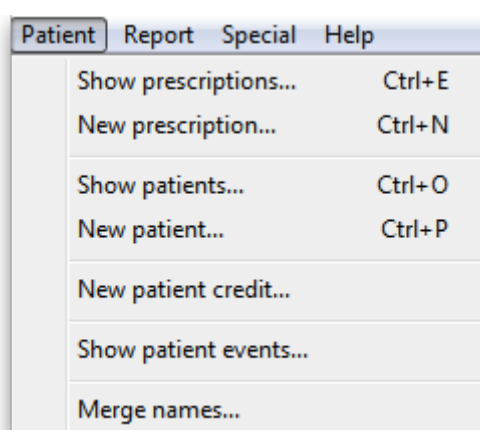 Patient Report Special Help
Show prescriptions... Ctrl+E
New prescription... Ctrl+N
Show patients... Ctrl+O
New patient... Ctrl+P
New patient credit...
Show patient events...
Merge names...